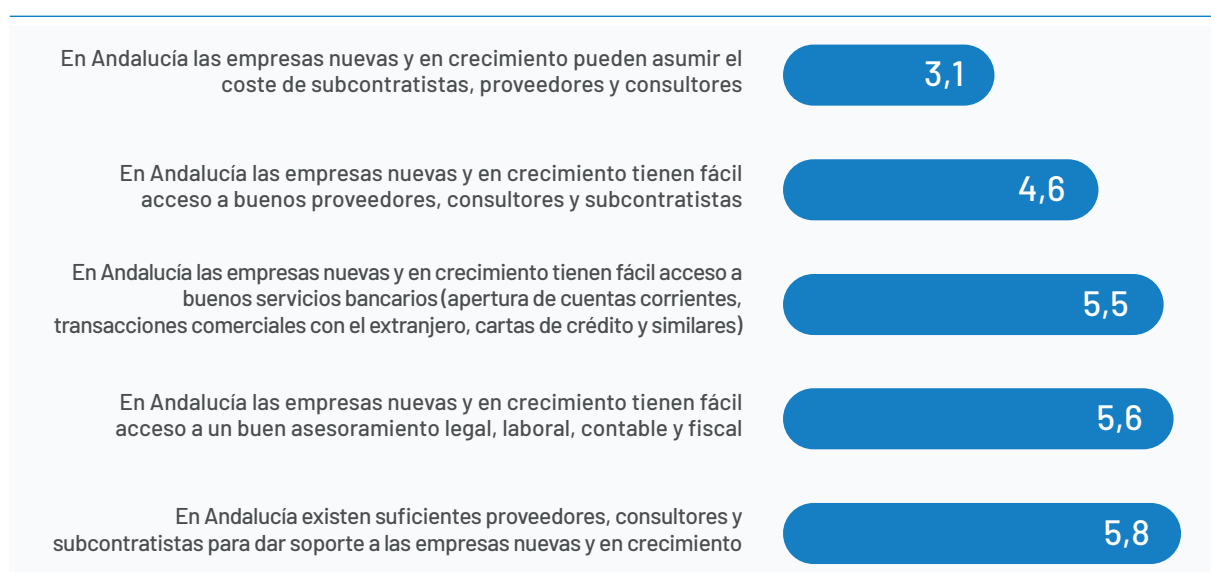 En Andalucía las empresas nuevas y en crecimiento pueden asumir el
coste de subcontratistas, proveedores y consultores
3,1
En Andalucía las empresas nuevas y en crecimiento tienen fácil
acceso a buenos proveedores, consultores y subcontratistas
4,6
En Andalucía las empresas nuevas y en crecimiento tienen fácil acceso a
buenos servicios bancarios (apertura de cuentas corrientes,
transacciones comerciales con el extranjero, cartas de crédito y similares)
5,5
En Andalucía las empresas nuevas y en crecimiento tienen fácil
acceso a un buen asesoramiento legal, laboral, contable y fiscal
5,6
En Andalucía existen suficientes proveedores, consultores y
subcontratistas para dar soporte a las empresas nuevas y en crecimiento
5,8